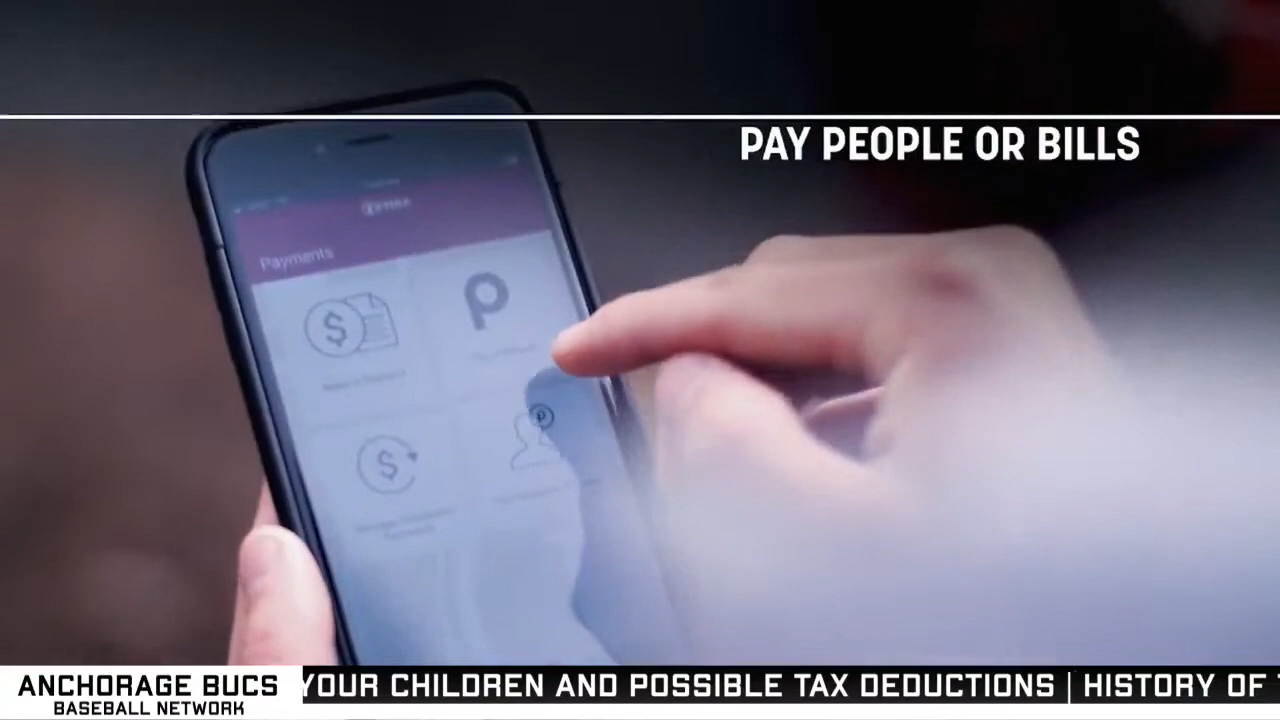 PAY PEOPLE OR BILLS
Payments
ANCHORAGE BUCS
BASEBALL NETWORK
YOUR CHILDREN AND POSSIBLE TAX DEDUCTIONS | HISTORY OF